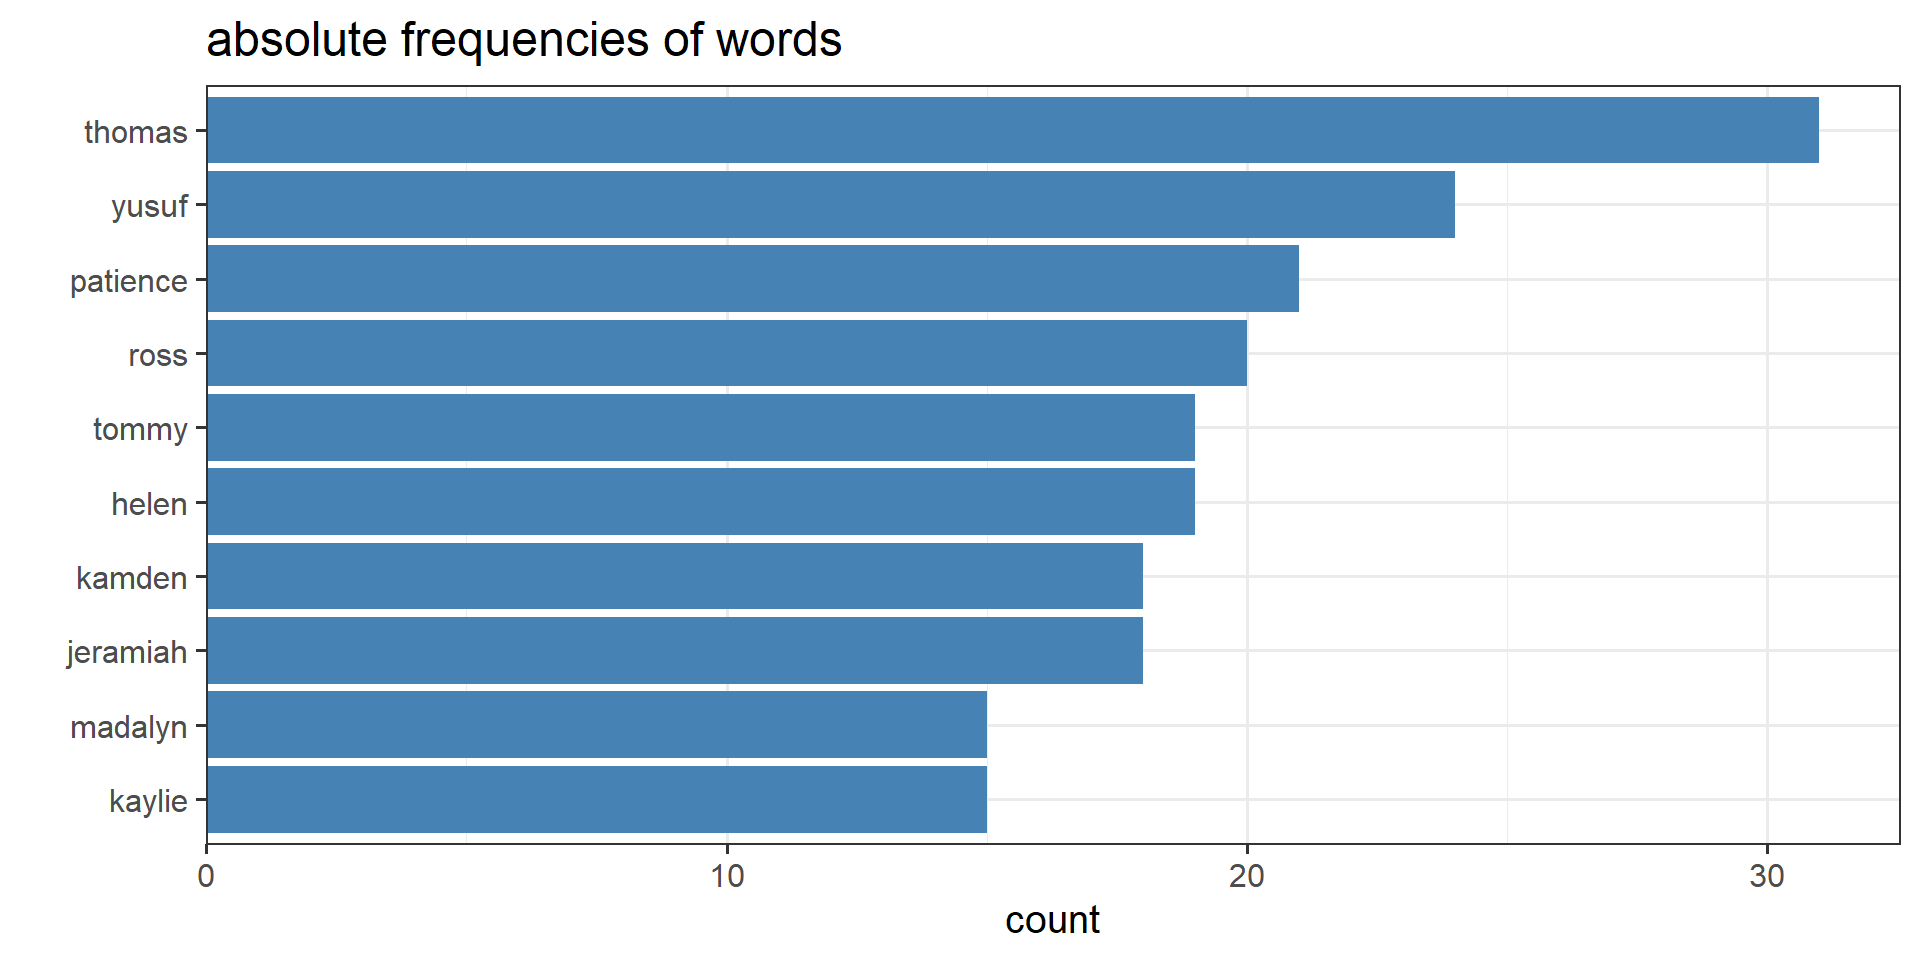 absolute frequencies of words
thomas
yusuf
patience
ross
tommy
helen
kamden
jeramiah
madalyn
kaylie
0 10 20 30
count